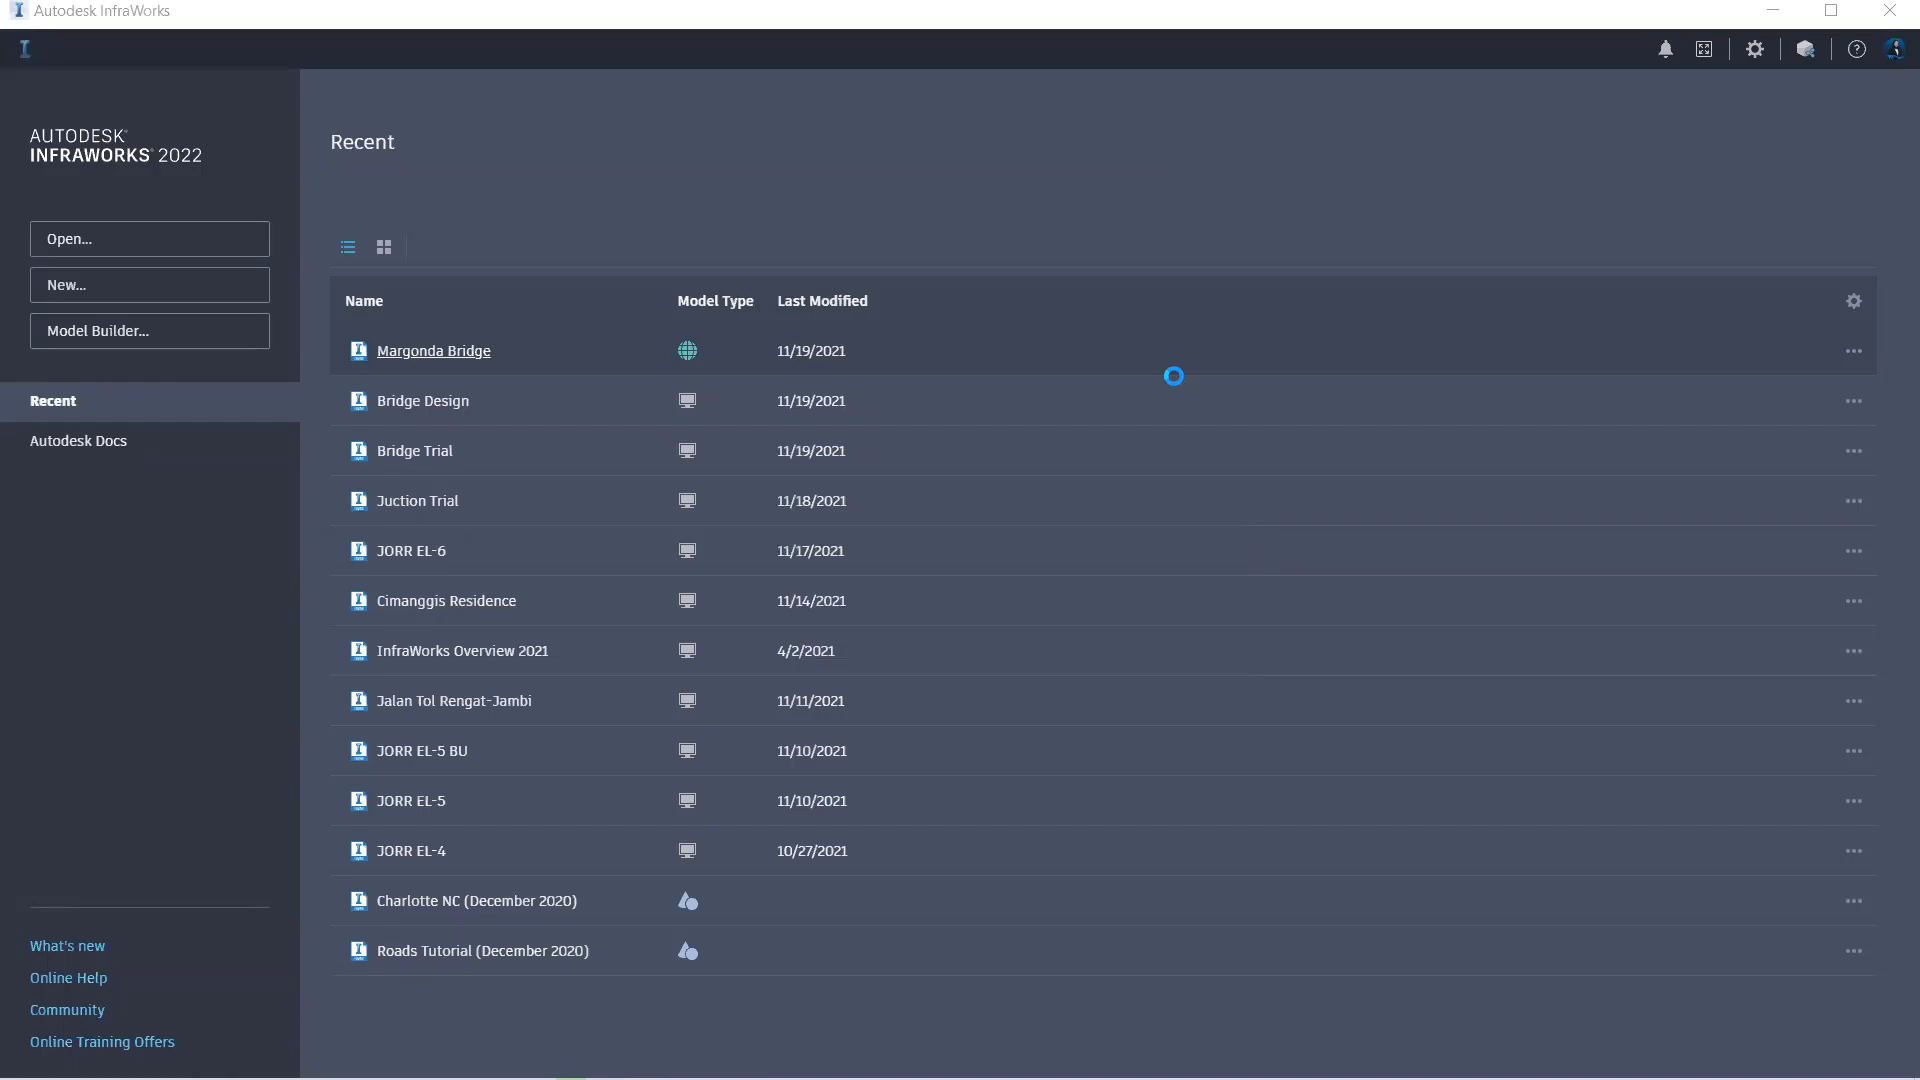 Autodesk InfraWorks
AUTODESK®
INFRAWORKS® 2022
Open...
New...
Model Builder...
Recent
Autodesk Docs
What's new
Online Help
Community
Online Training Offers
Recent
Name Model Type Last Modified
Margonda Bridge 11/19/2021
Bridge Design 11/19/2021
Bridge Trial 11/19/2021
Juction Trial 11/18/2021
JORR EL-6 11/17/2021
Cimanggis Residence 11/14/2021
InfraWorks Overview 2021 4/2/2021
Jalan Tol Rengat-Jambi 11/11/2021
JORR EL-5 BU 11/10/2021
JORR EL-5 11/10/2021
JORR EL-4 10/27/2021
Charlotte NC (December 2020)
Roads Tutorial (December 2020)